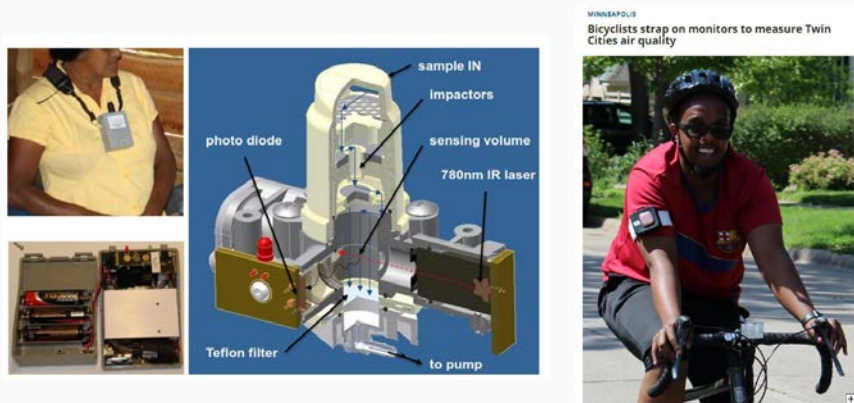 MINNEAPOLIS
Bicyclists strap on monitors to measure Twin
Cities air quality
sample IN
impactors
photo diode
sensing volume
780nm IR laser
Teflon filter
to pump